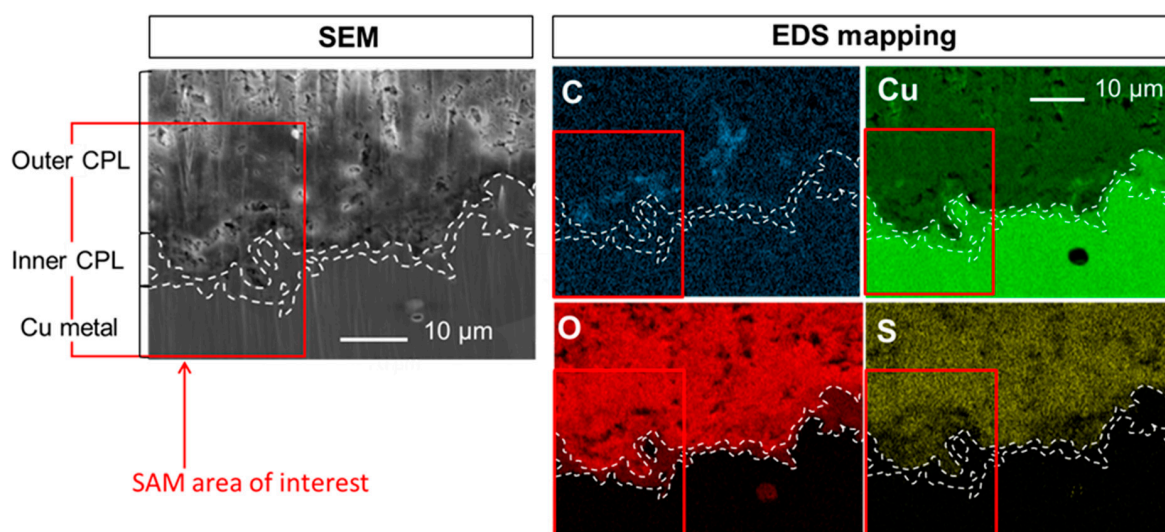 SEM
EDS mapping
C
Cu
10 µm
Outer CPL
Inner CPL
Cu metal
10 µm
O
S
SAM area of interest